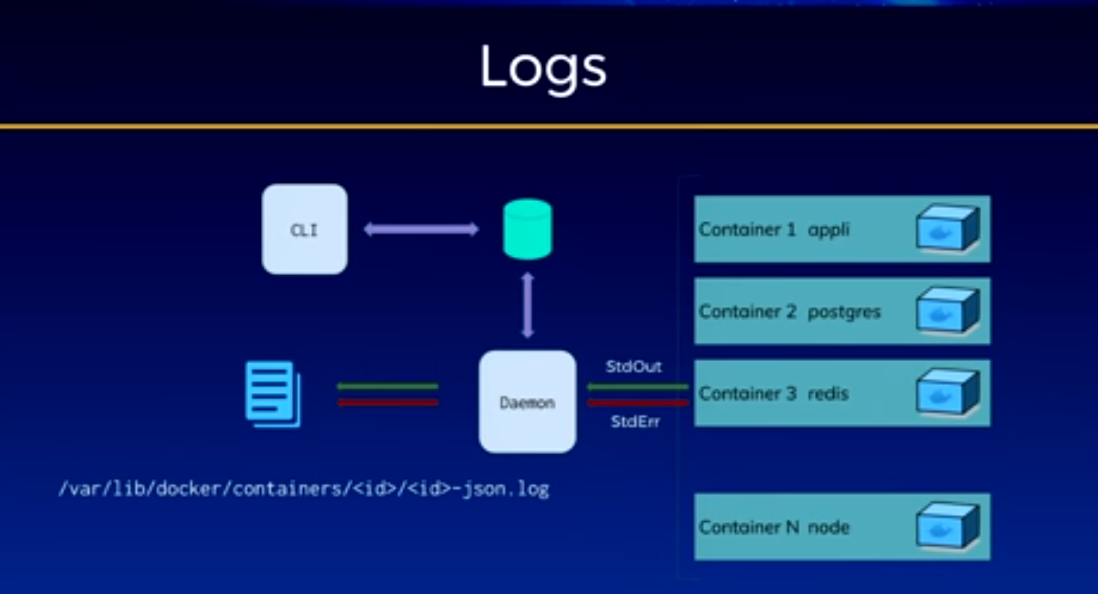 Logs
CLI
Container 1 appli
Container 2 postgres
StdOut
Daemon
Container 3 redis
StdErr
/var/lib/docker/containers/<id>/<id>-json.log
Container N node